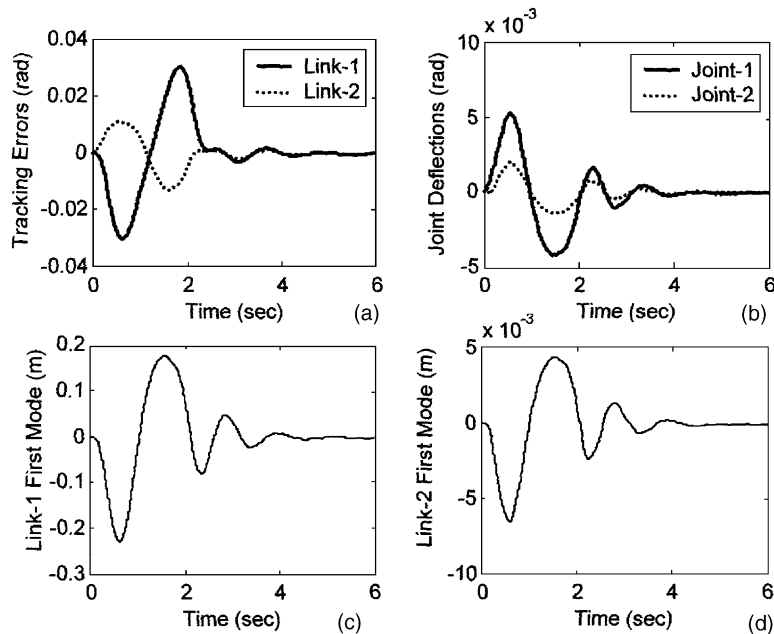 0.04
0.02
0
-0.02
-0.04
Tracking Errors (rad)
Link-1
Link-2
0 2 4 6
Time (sec)
(a)
x 10-3
10
5
0
-5
Joint Deflections (rad)
Joint-1
Joint-2
0 2 4 6
Time (sec)
(b)
0.2
0.1
0
-0.1
-0.2
-0.3
Link-1 First Mode (m)
0 2 4 6
Time (sec)
(c)
x 10-3
5
0
-5
-10
Link-2 First Mode (m)
0 2 4 6
Time (sec)
(d)